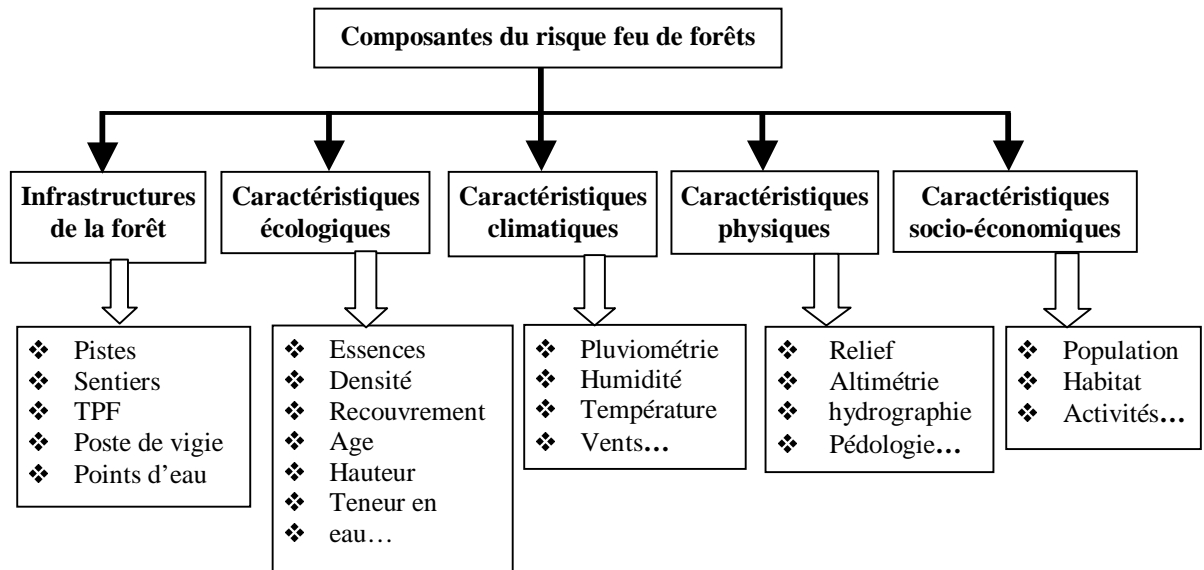 Composantes du risque feu de forêts
Infrastructures
de la forêt
Caractéristiques
écologiques
Caractéristiques
climatiques
Caractéristiques
physiques
Caractéristiques
socio-économiques
❖ Pistes
❖ Sentiers
❖ TPF
❖ Poste de vigie
❖ Points d’eau
❖ Essences
❖ Densité
❖ Recouvrement
❖ Age
❖ Hauteur
❖ Teneur en
❖ eau…
❖ Pluviométrie
❖ Humidité
❖ Température
❖ Vents…
❖ Relief
❖ Altimétrie
❖ hydrographie
❖ Pédologie…
❖ Population
❖ Habitat
❖ Activités…